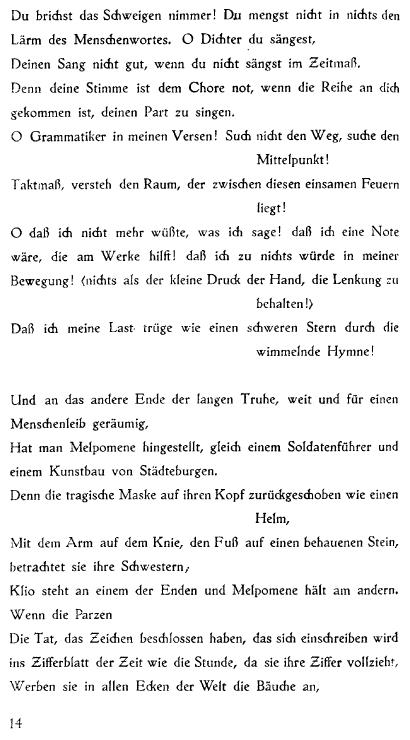 Du brichst das Schweigen nimmer! Du mengst nicht in nichts den
Lärm des Menschenwortes. O Dichter du sängest,
Deinen Sang nicht gut, wenn du nicht sängst im Zeitmaß.
Denn deine Stimme ist dem Chore not, wenn die Reihe an dich
gekommen ist, deinen Part zu singen.
O Grammatiker in meinen Versen! Such nicht den Weg, suche den
Mittelpunkt!
Taktmaß, versteh den Raum, der zwischen diesen einsamen Feuern
liegt!
O daß ich nicht mehr wüßte, was ich sage! daß ich eine Note
wäre, die am Werke hilft! daß ich zu nichts würde in meiner
Bewegung! (nichts als der kleine Druck der Hand, die Lenkung zu
behalten!)
Daß ich meine Last trüge wie einen schweren Stern durch die
wimmelnde Hymne!
Und an das andere Ende der langen Truhe, weit und für einen
Menschenleib geräumig,
Hat man Melpomene hingestellt, gleich einem Soldatenführer und
einem Kunstbau von Städteburgen.
Denn die tragische Maske auf ihren Kopf zurückgeschoben wie einen
Helm,
Mit dem Arm auf dem Knie, den Fuß auf einen behauenen Stein,
betrachtet sie ihre Schwestern;
Klio steht an einem der Enden und Melpomene hält am andern.
Wenn die Parzen
Die Tat, das Zeichen beschlossen haben, das sich einschreiben wird
ins Zifferblatt der Zeit wie die Stunde, da sie ihre Ziffer vollzieht,
Werben sie in allen Ecken der Welt die Bäuche an,
14